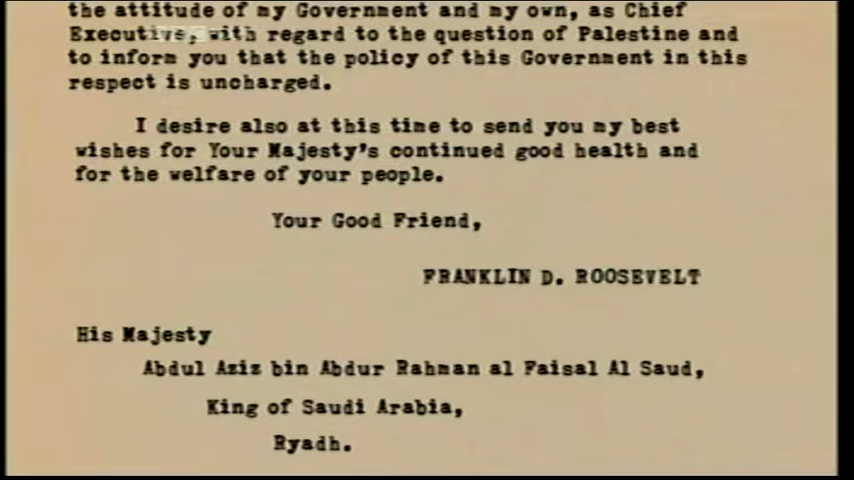 the attitude of my Government and my own, as Chief
Executive, with regard to the question of Palestine and
to inform you that the policy of this Government in this
respect is uncharged.
I desire also at this time to send you my best
wishes for Your Majesty's continued good health and
for the welfare of your people.
Your Good Friend,
FRANKLIN D. ROOSEVELT
His Majesty
Abdul Aziz bin Abdur Rahman al Faisal Al Saud,
King of Saudi Arabia,
Ryadh.